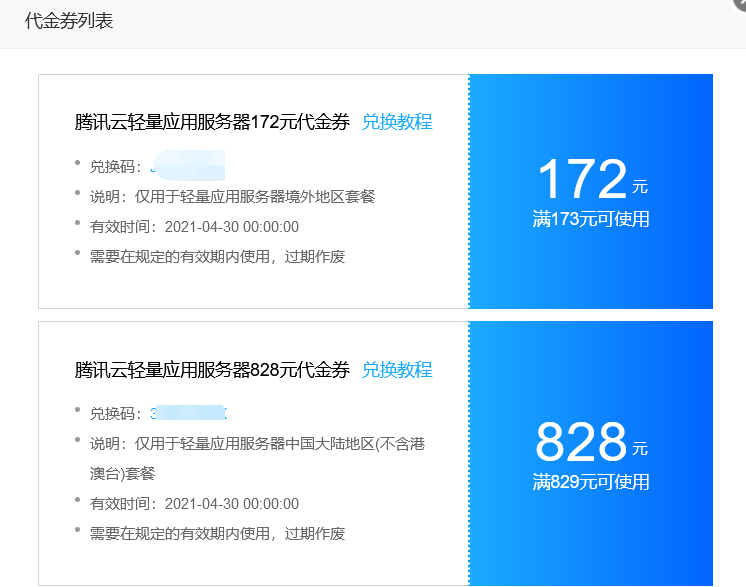 代金券列表
腾讯云轻量应用服务器172元代金券 兑换教程
兑换码：
说明：仅用于轻量应用服务器境外地区套餐
有效时间：2021-04-30 00:00:00
需要在规定的有效期内使用，过期作废
172元
满173元可使用
腾讯云轻量应用服务器828元代金券 兑换教程
兑换码：
说明：仅用于轻量应用服务器中国大陆地区(不含港
澳台)套餐
有效时间：2021-04-30 00:00:00
需要在规定的有效期内使用，过期作废
828元
满829元可使用